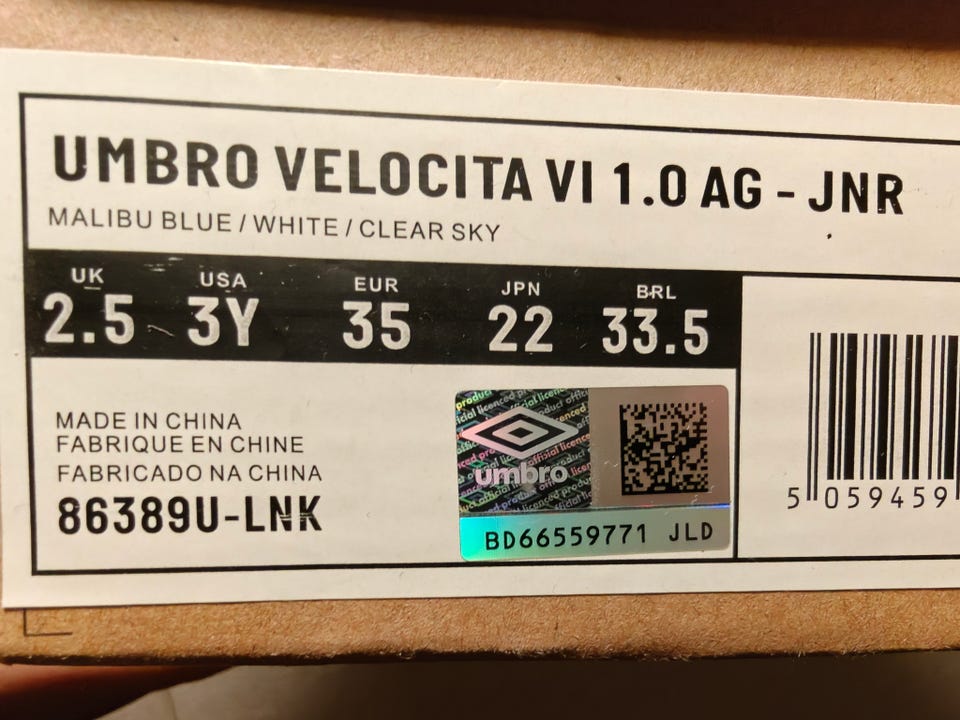 UMBRO VELOCITA VI 1.0 AG - JNR
MALIBU BLUE / WHITE / CLEAR SKY
UK USA EUR JPN BRL
2.5 3Y 35 22 33.5
MADE IN CHINA
FABRIQUE EN CHINE
FABRICADO NA CHINA
86389U-LNK
umbro
BD66559771 JLD
5 059459